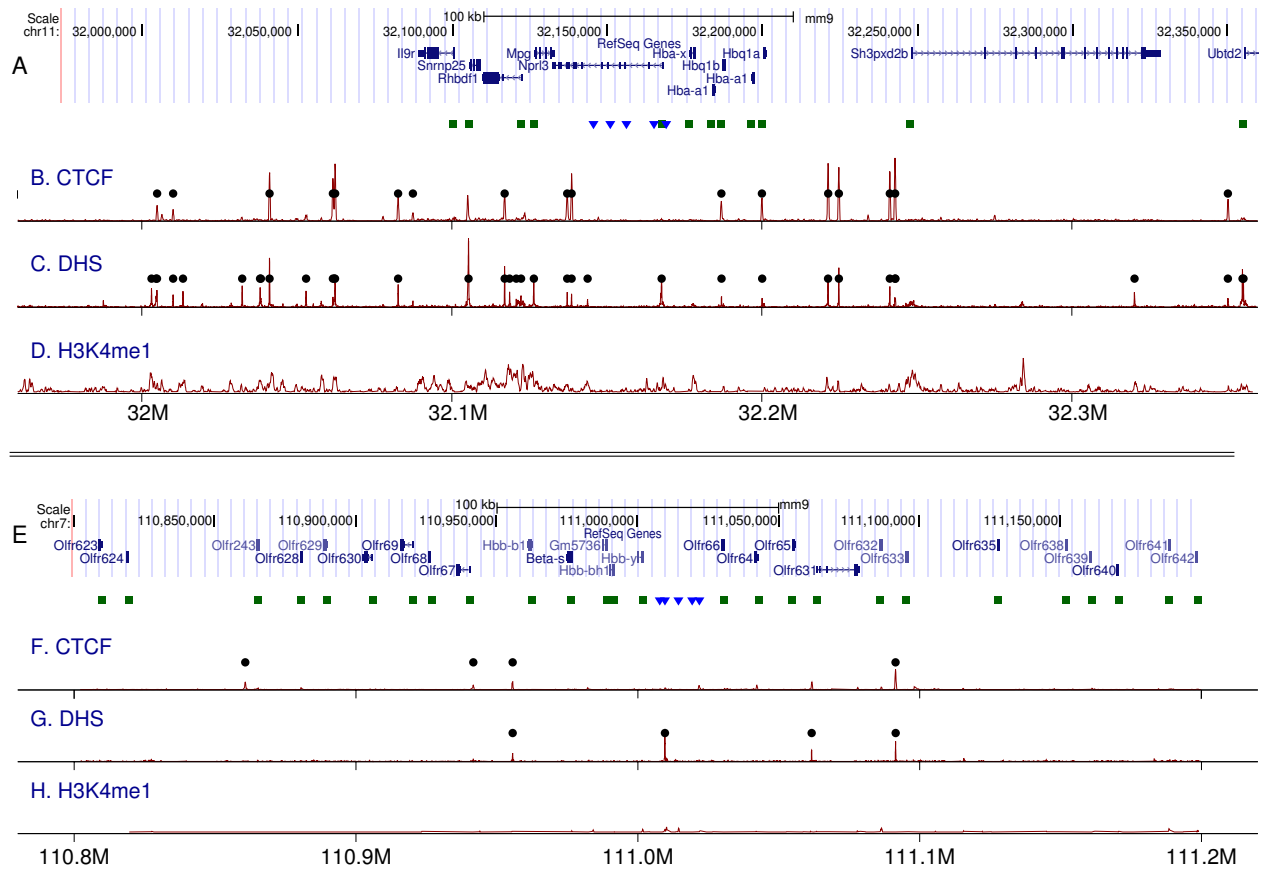 Scale 100 kb mm9
chr11: 32,000,000 32,050,000 32,100,000 32,150,000 32,200,000 32,250,000 32,300,000 32,350,000
RefSeq Genes
A Il9r Mpg Hba-x Hbq1a Sh3pxd2b Ubtd2
Snrnp25 Nprl3 Hbq1b
Rhbdf1 Hba-a1
Hba-a1
B. CTCF
C. DHS
D. H3K4me1
32M 32.1M 32.2M 32.3M
Scale 100 kb mm9
chr7: 110,850,000 110,900,000 110,950,000 111,000,000 111,050,000 111,100,000 111,150,000
RefSeq Genes
E Olfr623 Olfr243 Olfr629 Olfr69 Hbb-b1 Gm5736 Olfr66 Olfr65 Olfr632 Olfr635 Olfr638 Olfr641
Olfr624 Olfr628 Olfr630 Olfr68 Beta-s Hbb-y Olfr64 Olfr633 Olfr639 Olfr642
Olfr67 Hbb-bh1 Olfr631 Olfr640
F. CTCF
G. DHS
H. H3K4me1
110.8M 110.9M 111.0M 111.1M 111.2M